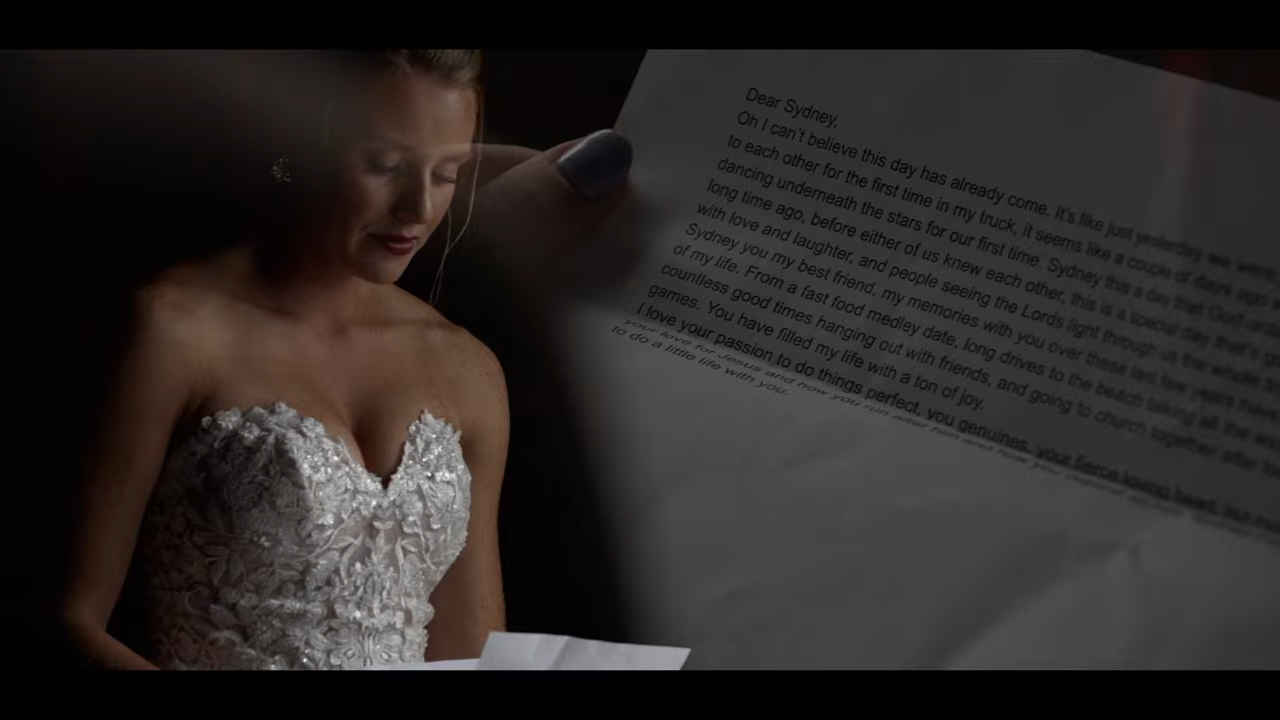 Dear Sydney,
Oh I can't believe this day has already come. It's like just yesterday we were
to each other for the first time in my truck, it seems like a couple of days ago
dancing underneath the stars for our first time. Sydney this a day that God
long time ago, before either of us knew each other, this is a special day that's
with love and laughter, and people seeing the Lords light through us the whole
Sydney you my best friend, my memories with you over these last few years have
of my life. From a fast food medley date, long drives to the beach taking all the
countless good times hanging out with friends, and going to church together after
games. You have filled my life with a ton of joy.
I love your passion to do things perfect, you genuines, your fierce loving heart,
your love for Jesus and how you run after him and how you
to do a little life with you.